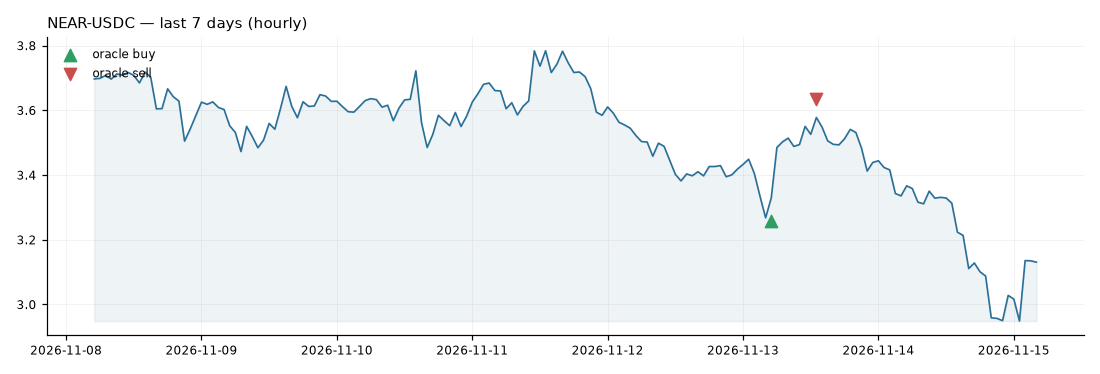 NEAR-USDC — last 7 days (hourly)
oracle buy
oracle sell
3.8
3.6
3.4
3.2
3.0
2026-11-08 2026-11-09 2026-11-10 2026-11-11 2026-11-12 2026-11-13 2026-11-14 2026-11-15